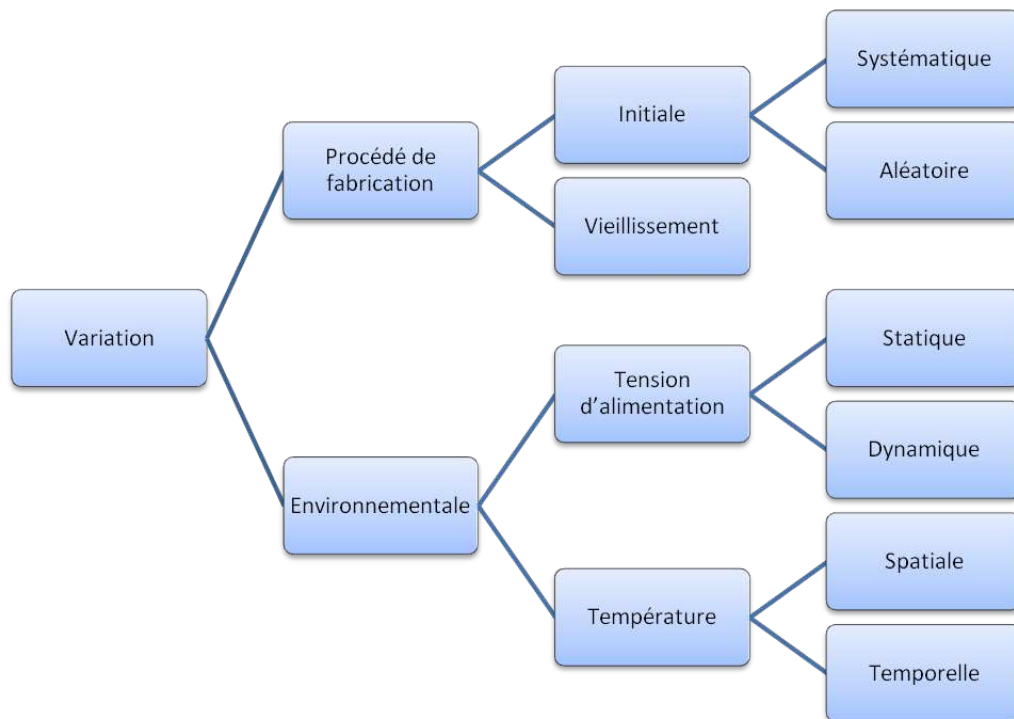 Systématique
Initiale
Procédé de
fabrication
Aléatoire
Vieillissement
Variation
Statique
Tension
d’alimentation
Dynamique
Environnementale
Spatiale
Température
Temporelle